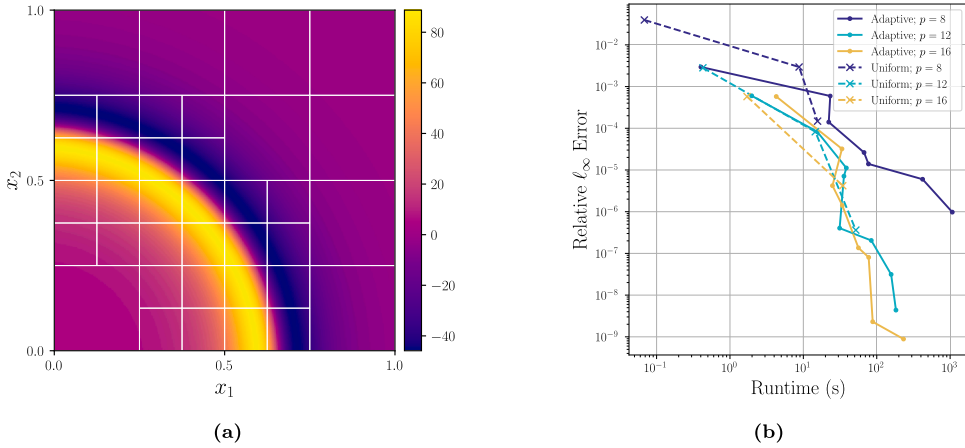 1.0
0.5
0.0
x₂
0.0
0.5
1.0
x₁
80
60
40
20
0
−20
−40
(a)
Relative ℓ∞ Error
10⁻²
10⁻³
10⁻⁴
10⁻⁵
10⁻⁶
10⁻⁷
10⁻⁸
10⁻⁹
Adaptive; p = 8
Adaptive; p = 12
Adaptive; p = 16
Uniform; p = 8
Uniform; p = 12
Uniform; p = 16
10⁻¹
10⁰
10¹
10²
10³
Runtime (s)
(b)